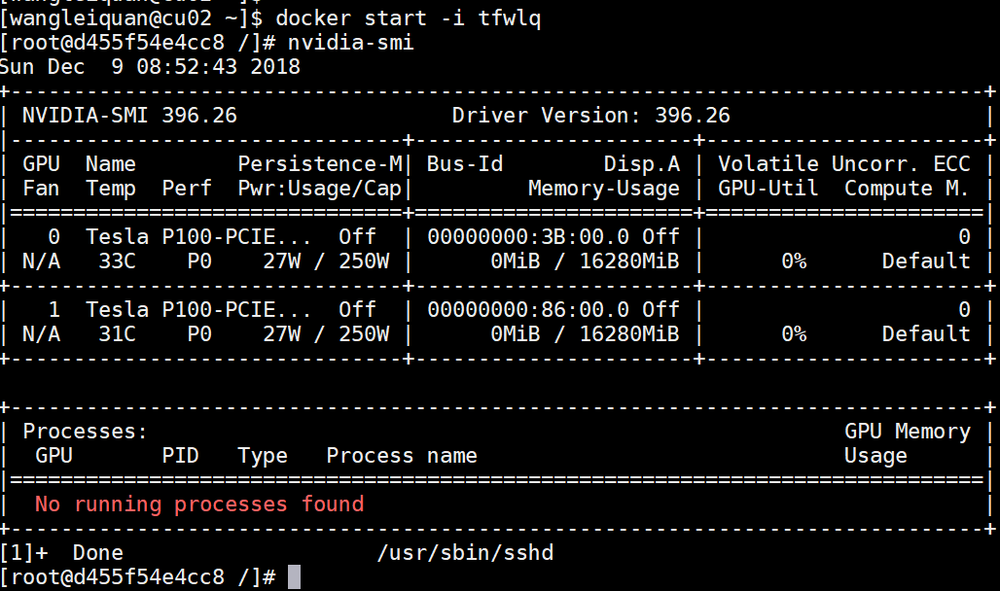 [wangleiquan@cu02 ~]$ docker start -i tfwlq
[root@d455f54e4cc8 /]# nvidia-smi
Sun Dec  9 08:52:43 2018
+-----------------------------------------------------------------------------+
| NVIDIA-SMI 396.26                 Driver Version: 396.26                    |
|-------------------------------+----------------------+----------------------+
| GPU  Name        Persistence-M| Bus-Id        Disp.A | Volatile Uncorr. ECC |
| Fan  Temp  Perf  Pwr:Usage/Cap|         Memory-Usage | GPU-Util  Compute M. |
|===============================+======================+======================|
|   0  Tesla P100-PCIE...  Off  | 00000000:3B:00.0 Off |                    0 |
| N/A   33C    P0    27W / 250W |      0MiB / 16280MiB |      0%      Default |
+-------------------------------+----------------------+----------------------+
|   1  Tesla P100-PCIE...  Off  | 00000000:86:00.0 Off |                    0 |
| N/A   31C    P0    27W / 250W |      0MiB / 16280MiB |      0%      Default |
+-------------------------------+----------------------+----------------------+
+-----------------------------------------------------------------------------+
| Processes:                                                       GPU Memory |
|  GPU       PID   Type   Process name                             Usage      |
|=============================================================================|
|  No running processes found                                                 |
+-----------------------------------------------------------------------------+
[1]+  Done                    /usr/sbin/sshd
[root@d455f54e4cc8 /]#